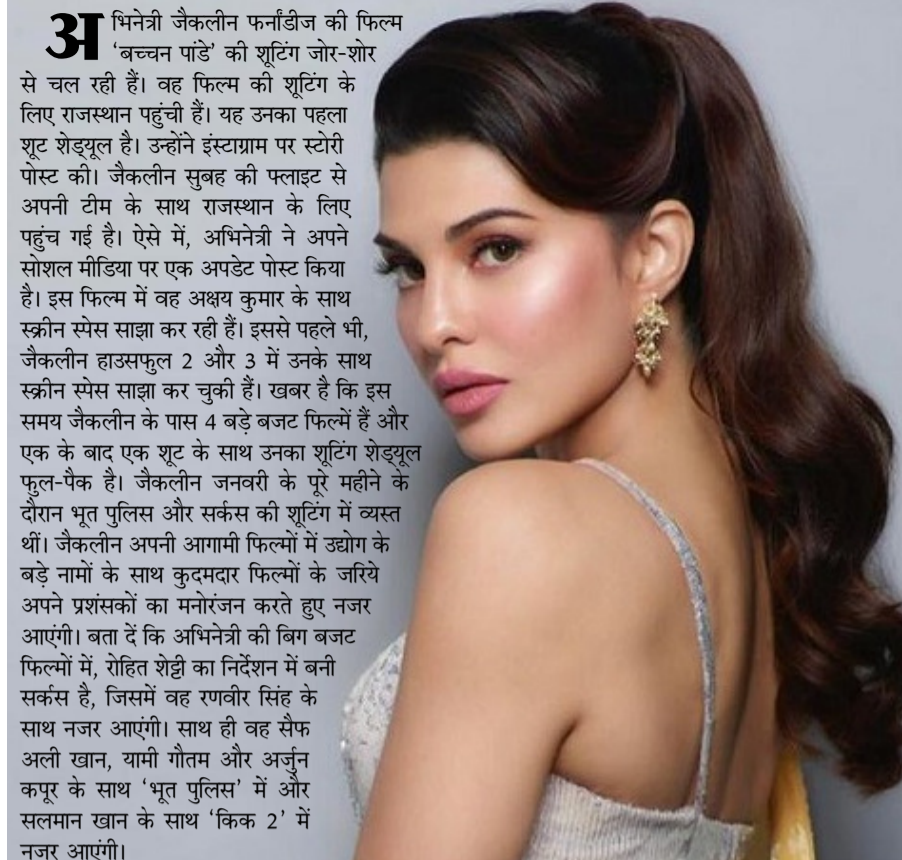 अभिनेत्री जैकलीन फर्नांडीज की फिल्म
‘बच्चन पांडे’ की शूटिंग जोर-शोर
से चल रही हैं। वह फिल्म की शूटिंग के
लिए राजस्थान पहुंची हैं। यह उनका पहला
शूट शेड्यूल है। उन्होंने इंस्टाग्राम पर स्टोरी
पोस्ट की। जैकलीन सुबह की फ्लाइट से
अपनी टीम के साथ राजस्थान के लिए
पहुंच गई है। ऐसे में, अभिनेत्री ने अपने
सोशल मीडिया पर एक अपडेट पोस्ट किया
है। इस फिल्म में वह अक्षय कुमार के साथ
स्क्रीन स्पेस साझा कर रही हैं। इससे पहले भी,
जैकलीन हाउसफुल 2 और 3 में उनके साथ
स्क्रीन स्पेस साझा कर चुकी हैं। खबर है कि इस
समय जैकलीन के पास 4 बड़े बजट फिल्में हैं और
एक के बाद एक शूट के साथ उनका शूटिंग शेड्यूल
फुल-पैक है। जैकलीन जनवरी के पूरे महीने के
दौरान भूत पुलिस और सर्कस की शूटिंग में व्यस्त
थीं। जैकलीन अपनी आगामी फिल्मों में उद्योग के
बड़े नामों के साथ कुदमदार फिल्मों के जरिये
अपने प्रशंसकों का मनोरंजन करते हुए नजर
आएंगी। बता दें कि अभिनेत्री की बिग बजट
फिल्मों में, रोहित शेट्टी का निर्देशन में बनी
सर्कस है, जिसमें वह रणवीर सिंह के
साथ नजर आएंगी। साथ ही वह सैफ
अली खान, यामी गौतम और अर्जुन
कपूर के साथ ‘भूत पुलिस’ में और
सलमान खान के साथ ‘किक 2’ में
नजर आएंगी।